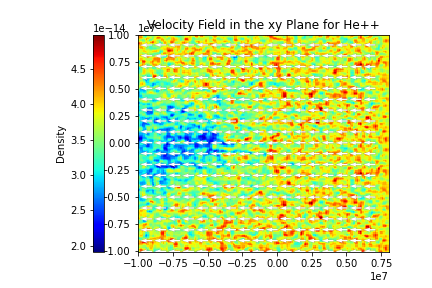 Velocity Field in the xy Plane for He++
1e−14
1e7
4.5
4.0
3.5
3.0
2.5
2.0
Density
1.00
0.75
0.50
0.25
0.00
−0.25
−0.50
−0.75
−1.00
−1.00 −0.75 −0.50 −0.25 0.00 0.25 0.50 0.75
1e7